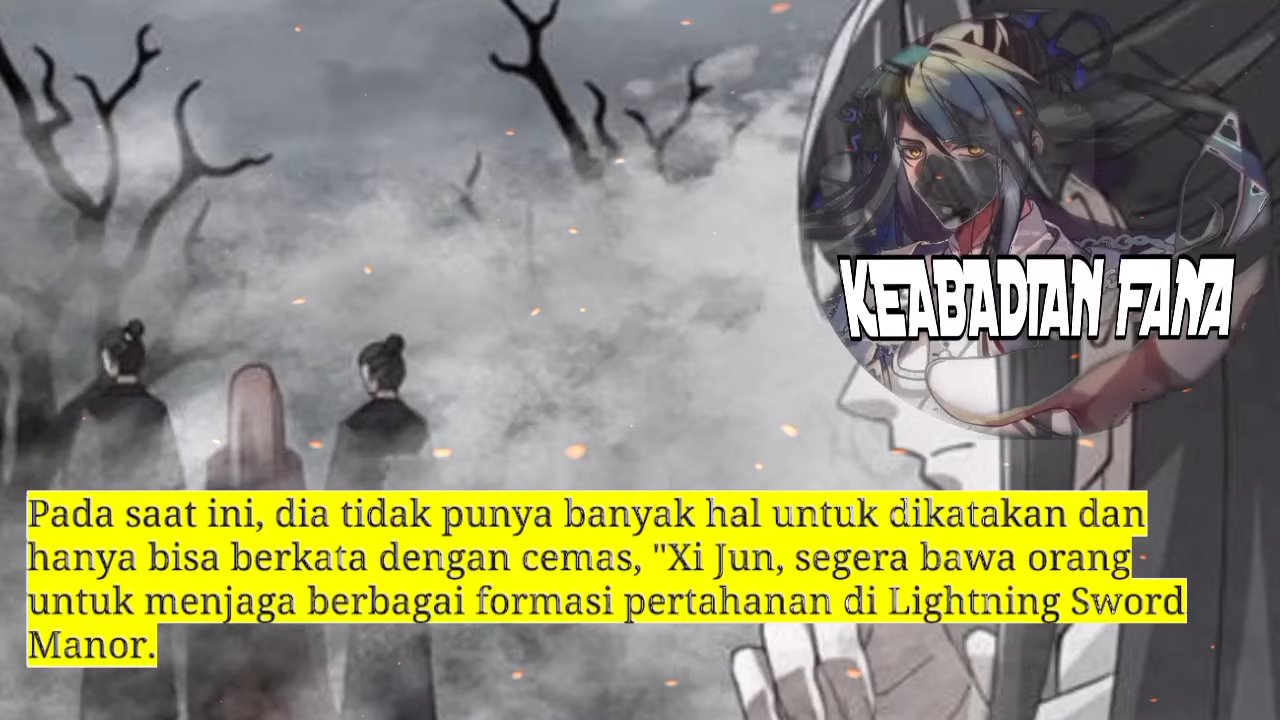 KEABADIAN FANA
Pada saat ini, dia tidak punya banyak hal untuk dikatakan dan
hanya bisa berkata dengan cemas, "Xi Jun, segera bawa orang
untuk menjaga berbagai formasi pertahanan di Lightning Sword
Manor.